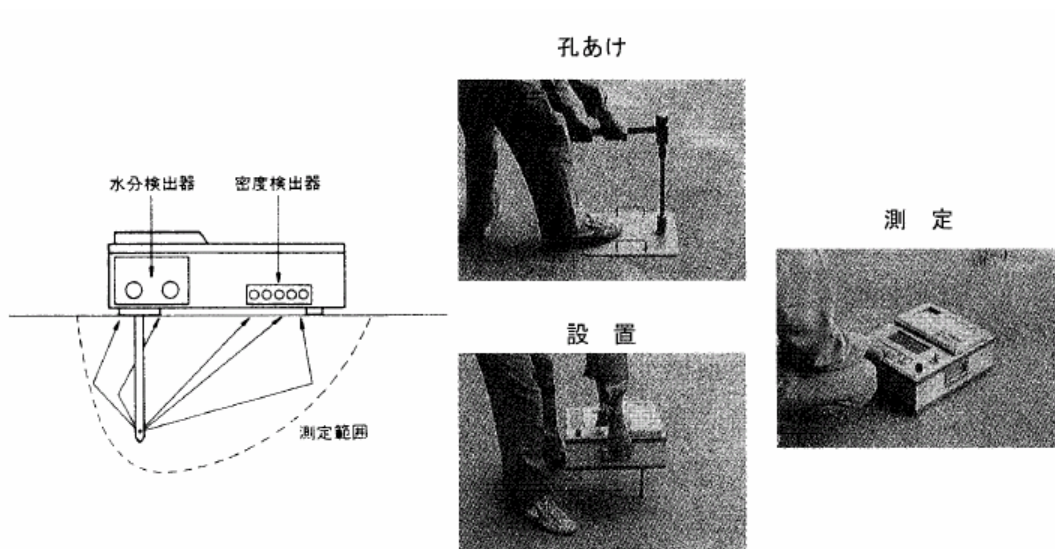 孔あけ
水分検出器
密度検出器
測定範囲
設置
測定